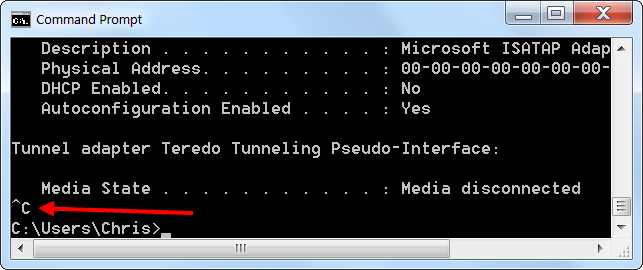 Command Prompt
Description . . . . . . . . . . . : Microsoft ISATAP Adap
Physical Address. . . . . . . . . : 00-00-00-00-00-00-00-
DHCP Enabled. . . . . . . . . . . : No
Autoconfiguration Enabled . . . . : Yes
Tunnel adapter Teredo Tunneling Pseudo-Interface:
Media State . . . . . . . . . . . : Media disconnected
^C
C:\Users\Chris>_